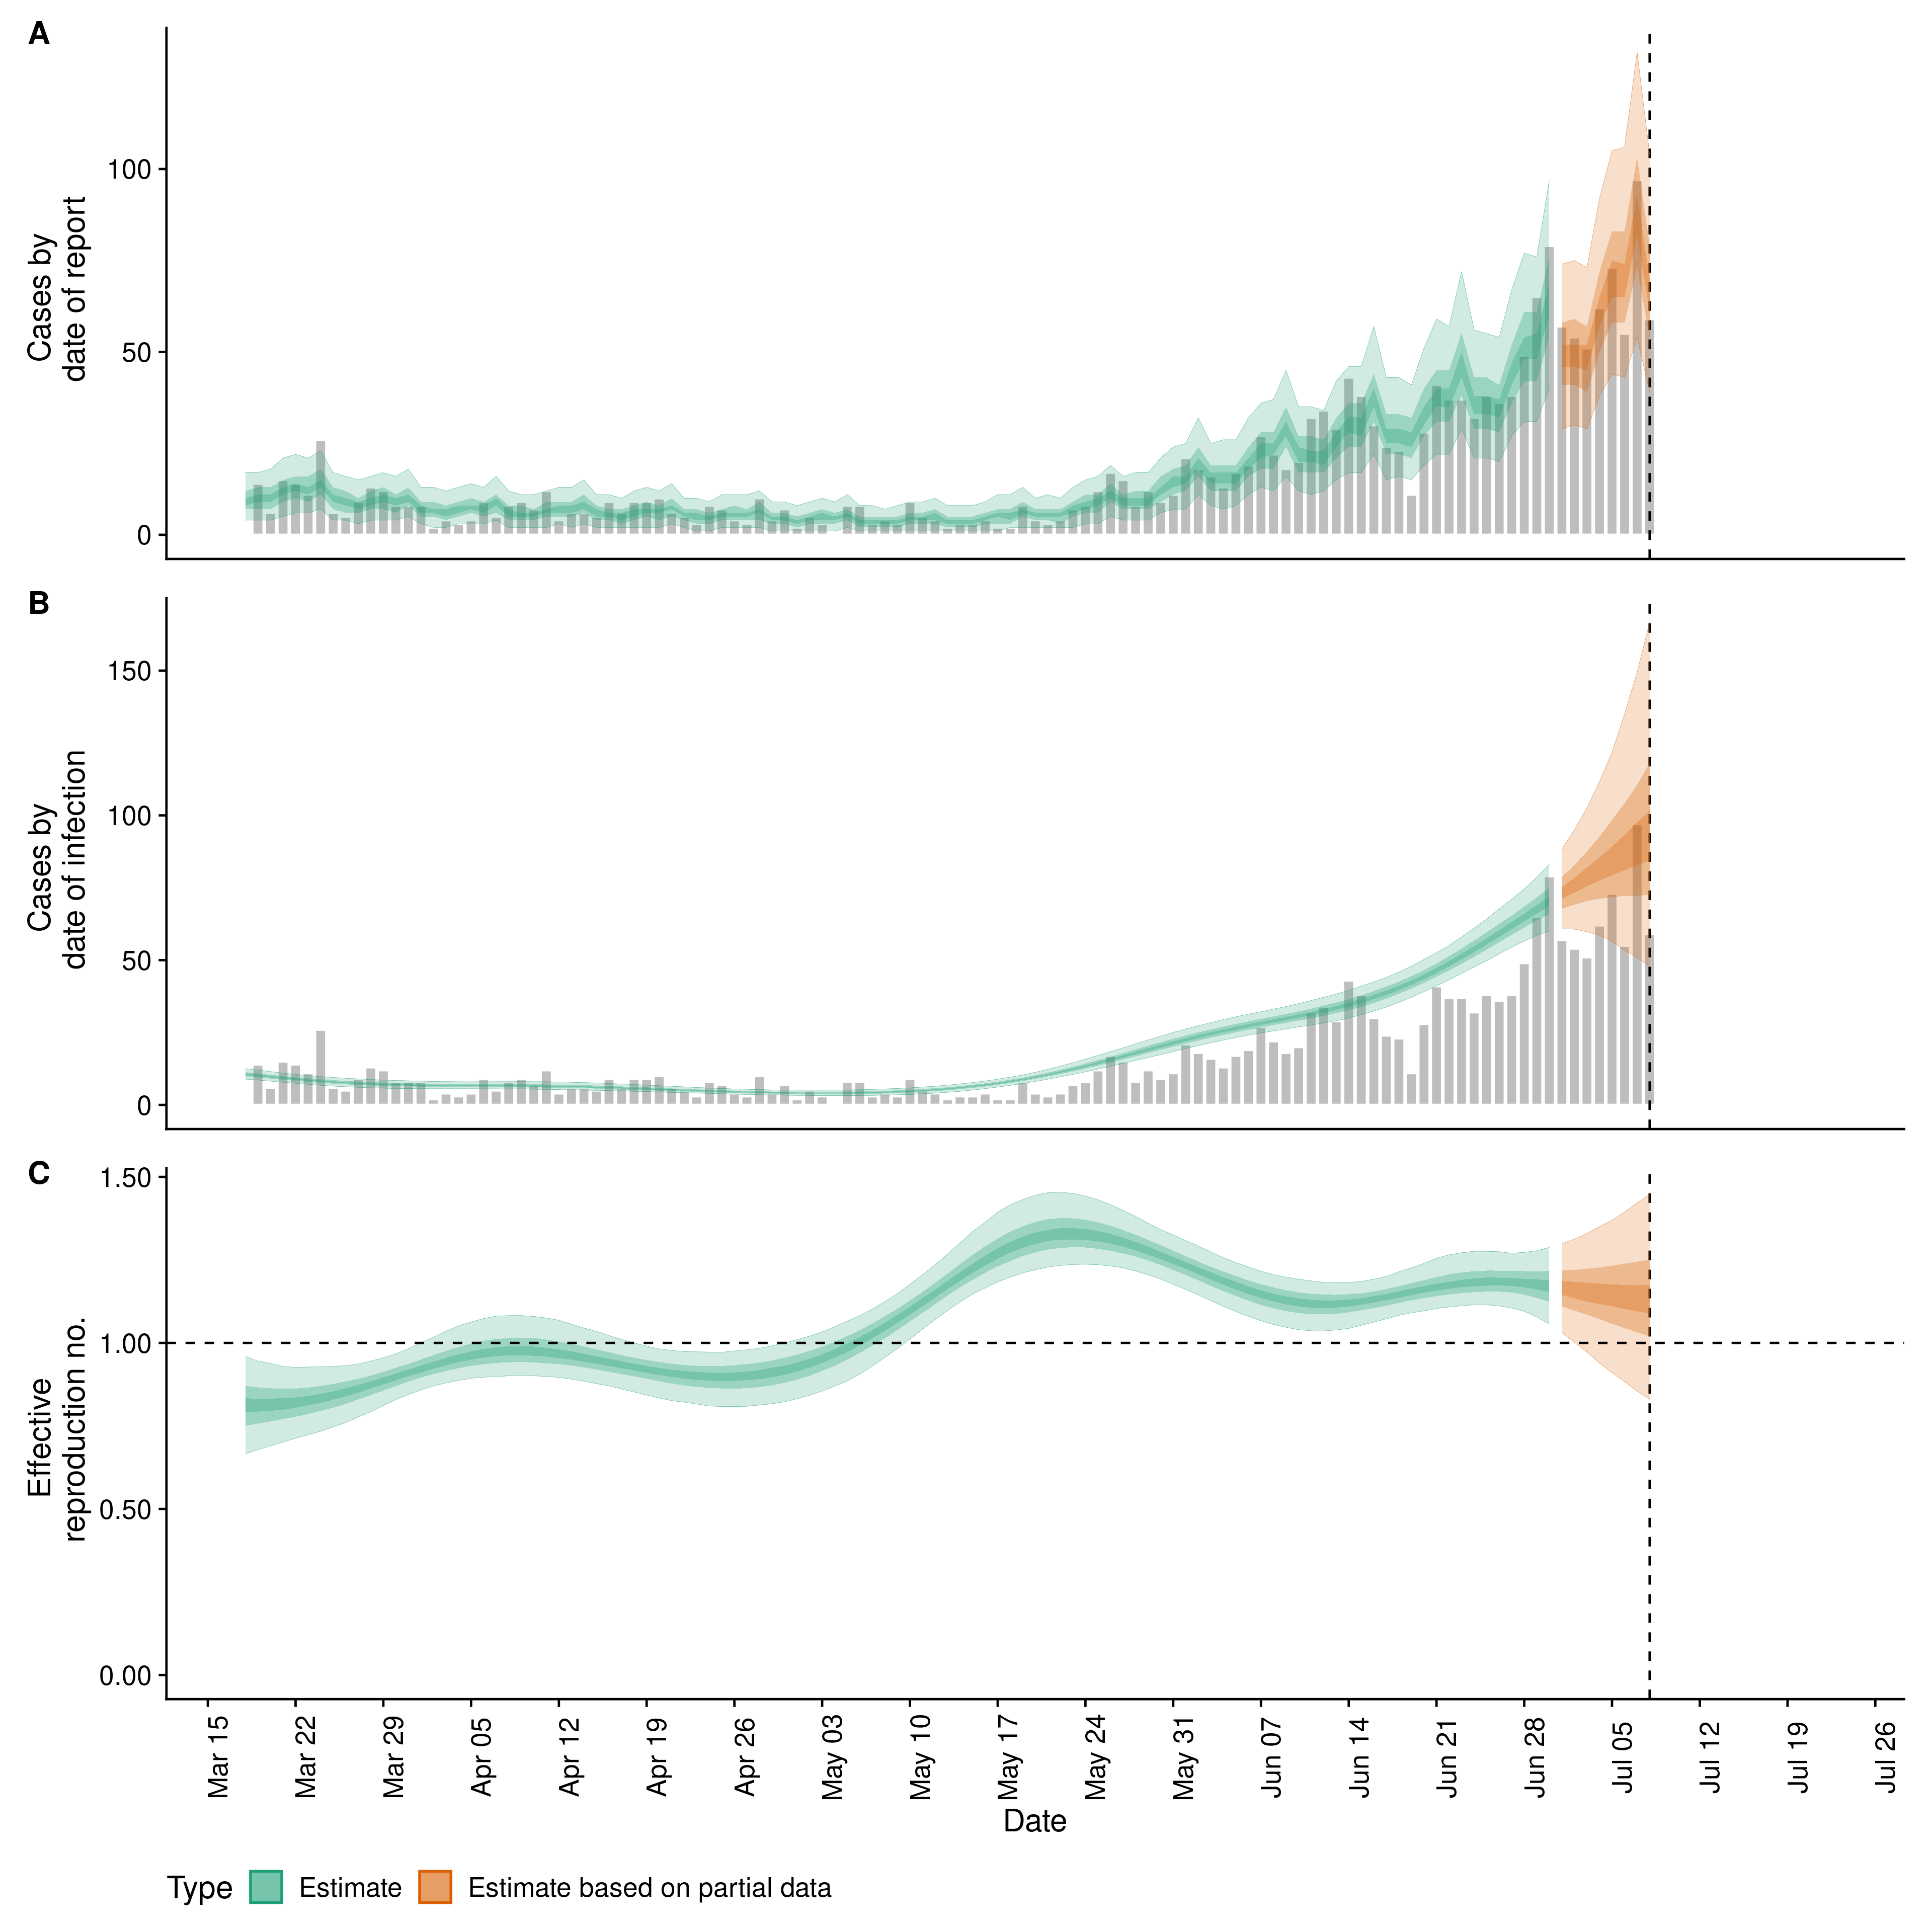 A
Cases by
date of report
100
50
0
B
Cases by
date of infection
150
100
50
0
C
Effective
reproduction no.
1.50
1.00
0.50
0.00
Mar 15
Mar 22
Mar 29
Apr 05
Apr 12
Apr 19
Apr 26
May 03
May 10
May 17
May 24
May 31
Jun 07
Jun 14
Jun 21
Jun 28
Jul 05
Jul 12
Jul 19
Jul 26
Date
Type Estimate Estimate based on partial data